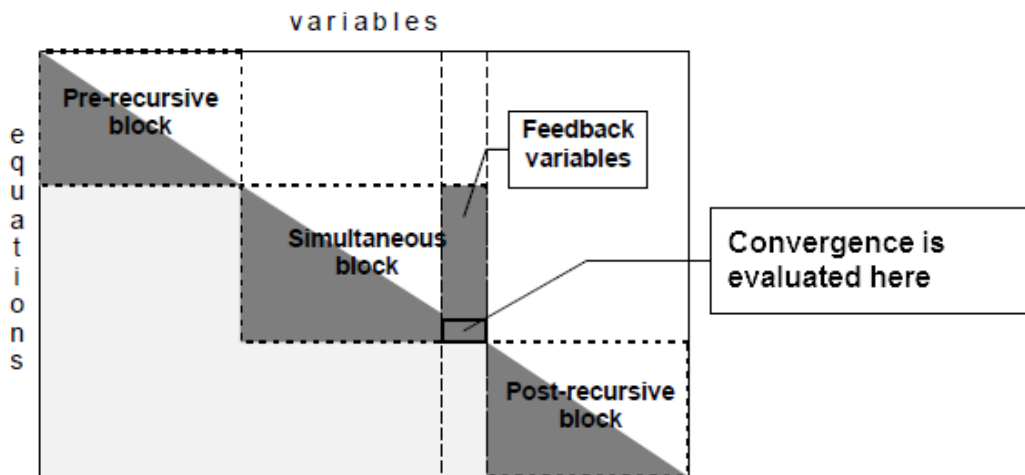 variables
equations
Pre-recursive
block
Feedback
variables
Simultaneous
block
Convergence is
evaluated here
Post-recursive
block